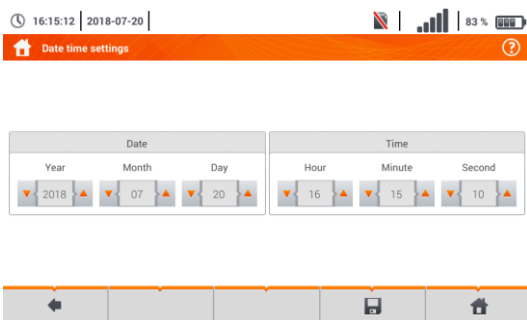 16:15:12 2018-07-20 83 %
Date time settings ?
Date Time
Year Month Day Hour Minute Second
2018 07 20 16 15 10